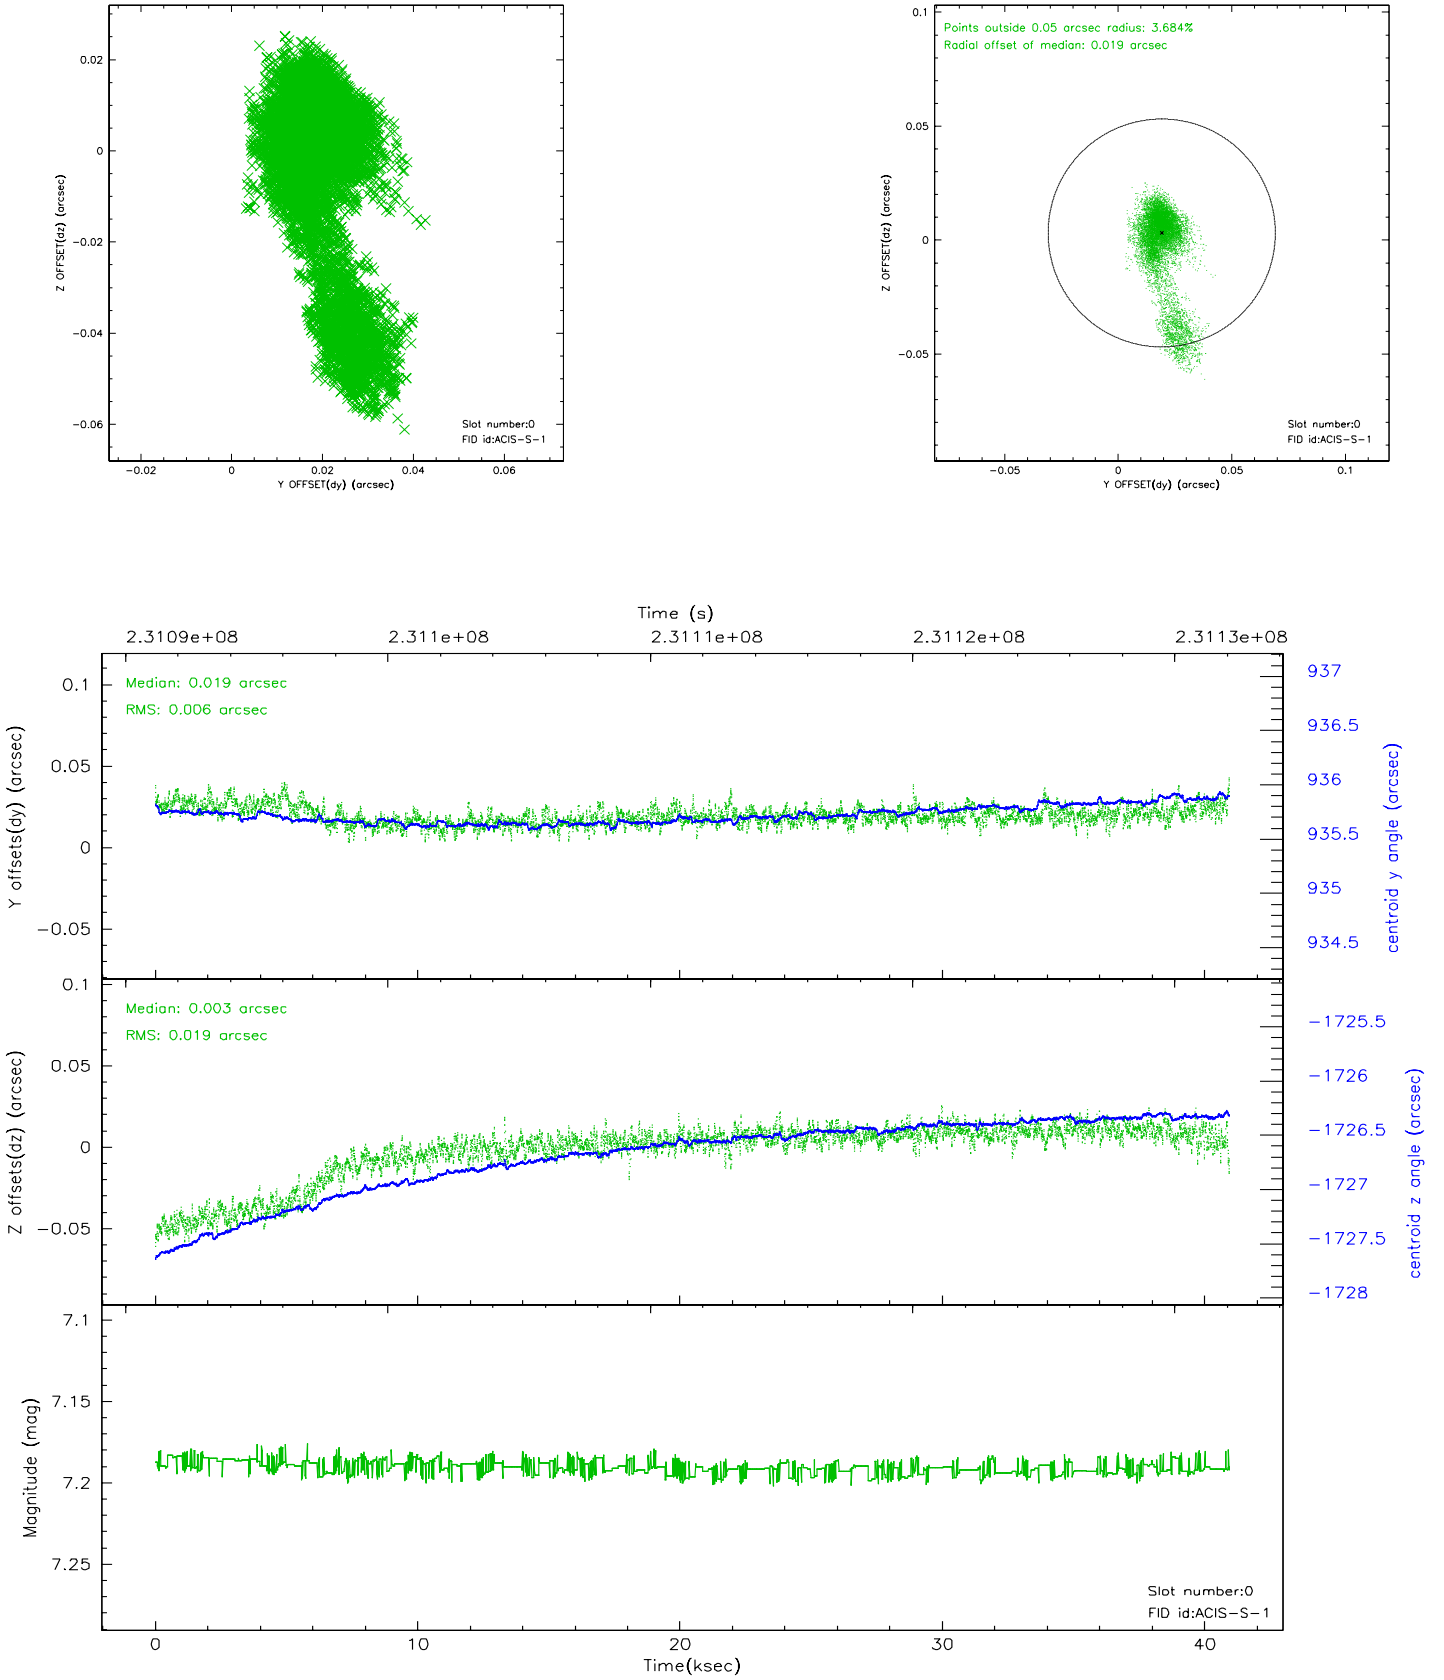 0.02
0
−0.02
−0.04
−0.06
Z OFFSET(dz) (arcsec)
−0.02
0
0.02
0.04
0.06
Y OFFSET(dy) (arcsec)
Slot number:0
FID id:ACIS−S−1
Points outside 0.05 arcsec radius: 3.684%
Radial offset of median: 0.019 arcsec
0.1
0.05
0
−0.05
Z OFFSET(dz) (arcsec)
−0.05
0
0.05
0.1
Y OFFSET(dy) (arcsec)
Slot number:0
FID id:ACIS−S−1
Time (s)
2.3109e+08
2.311e+08
2.3111e+08
2.3112e+08
2.3113e+08
Median: 0.019 arcsec
RMS: 0.006 arcsec
0.1
0.05
0
−0.05
Y offsets(dy) (arcsec)
937
936.5
936
935.5
935
934.5
centroid y angle (arcsec)
Median: 0.003 arcsec
RMS: 0.019 arcsec
0.1
0.05
0
−0.05
Z offsets(dz) (arcsec)
−1725.5
−1726
−1726.5
−1727
−1727.5
−1728
centroid z angle (arcsec)
7.1
7.15
7.2
7.25
Magnitude (mag)
Slot number:0
FID id:ACIS−S−1
0
10
20
30
40
Time(ksec)